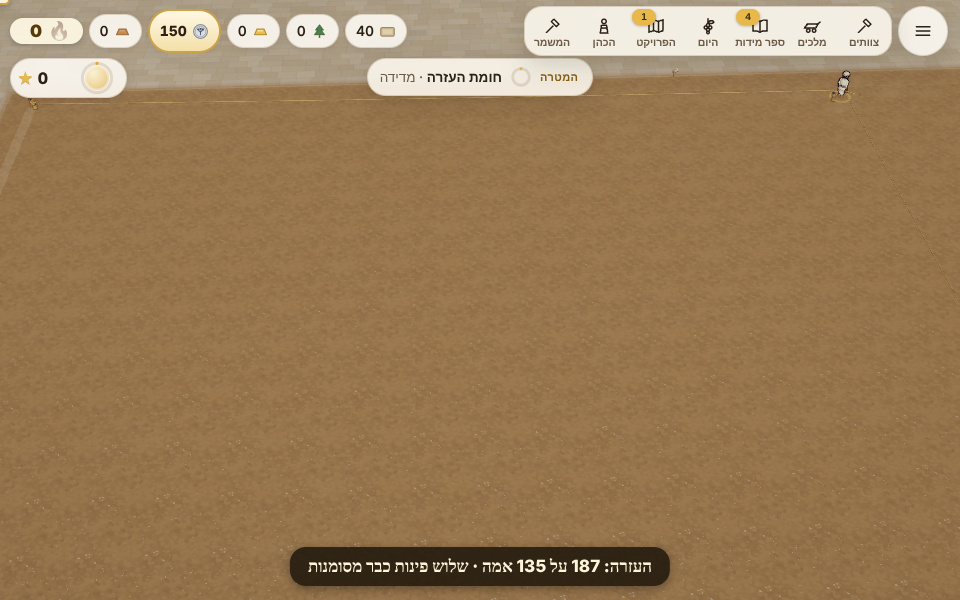 0
150
0
0
40
המשמר
הכהן
1
הפרויקט
היום
4
ספר מידות
מלכים
צוותים
0
המטרה
חומת העזרה · מדידה
העזרה: 187 על 135 אמה · שלוש פינות כבר מסומנות